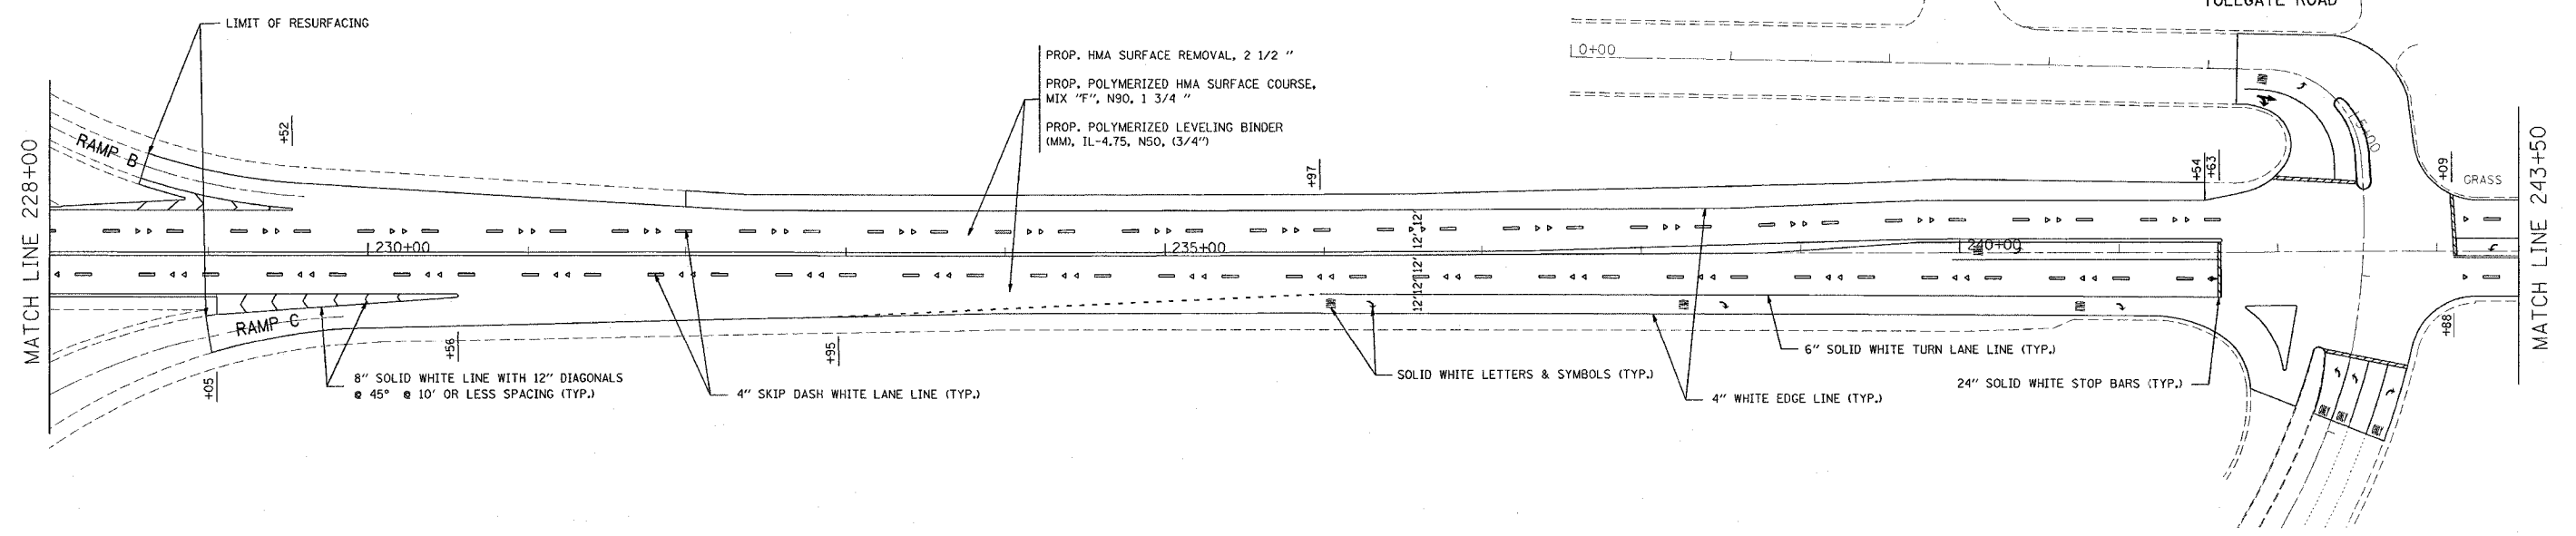 TOLLGATE ROAD
LIMIT OF RESURFACING
0+00
PROP. HMA SURFACE REMOVAL, 2 1/2 "
PROP. POLYMERIZED HMA SURFACE COURSE,
MIX "F", N90, 1 3/4 "
PROP. POLYMERIZED LEVELING BINDER
(MM), IL-4.75, N50, (3/4")
MATCH LINE 228+00
RAMP B
+52
+97
+54
+63
+09
GRASS
MATCH LINE 243+50
230+00
235+00
240+00
12'
12'
12'
12'
12'
RAMP C
+05
+56
+95
+88
8" SOLID WHITE LINE WITH 12" DIAGONALS
@ 45° @ 10' OR LESS SPACING (TYP.)
4" SKIP DASH WHITE LANE LINE (TYP.)
SOLID WHITE LETTERS & SYMBOLS (TYP.)
4" WHITE EDGE LINE (TYP.)
6" SOLID WHITE TURN LANE LINE (TYP.)
24" SOLID WHITE STOP BARS (TYP.)
ONLY
ONLY
ONLY